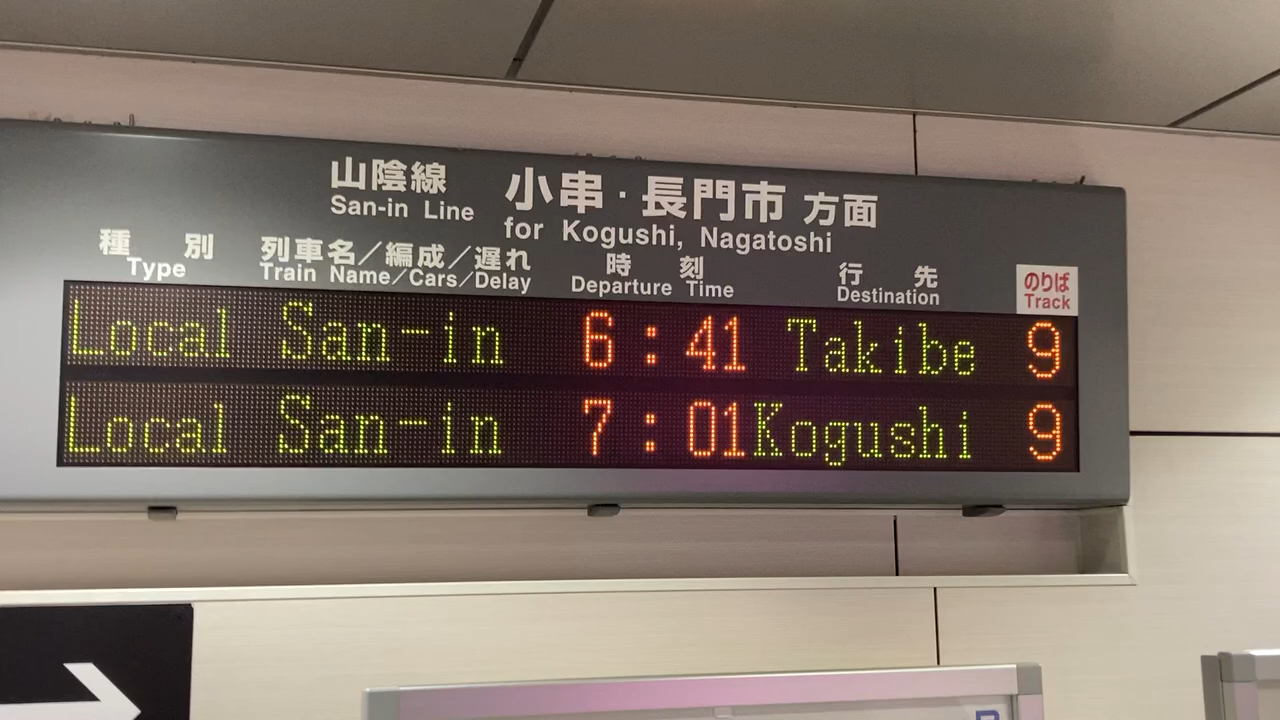 山陰線 小串・長門市 方面
San-in Line for Kogushi, Nagatoshi
種別 列車名／編成／遅れ 時刻 行先 のりば
Type Train Name／Cars／Delay Departure Time Destination Track
Local San-in 6:41 Takibe 9
Local San-in 7:01 Kogushi 9